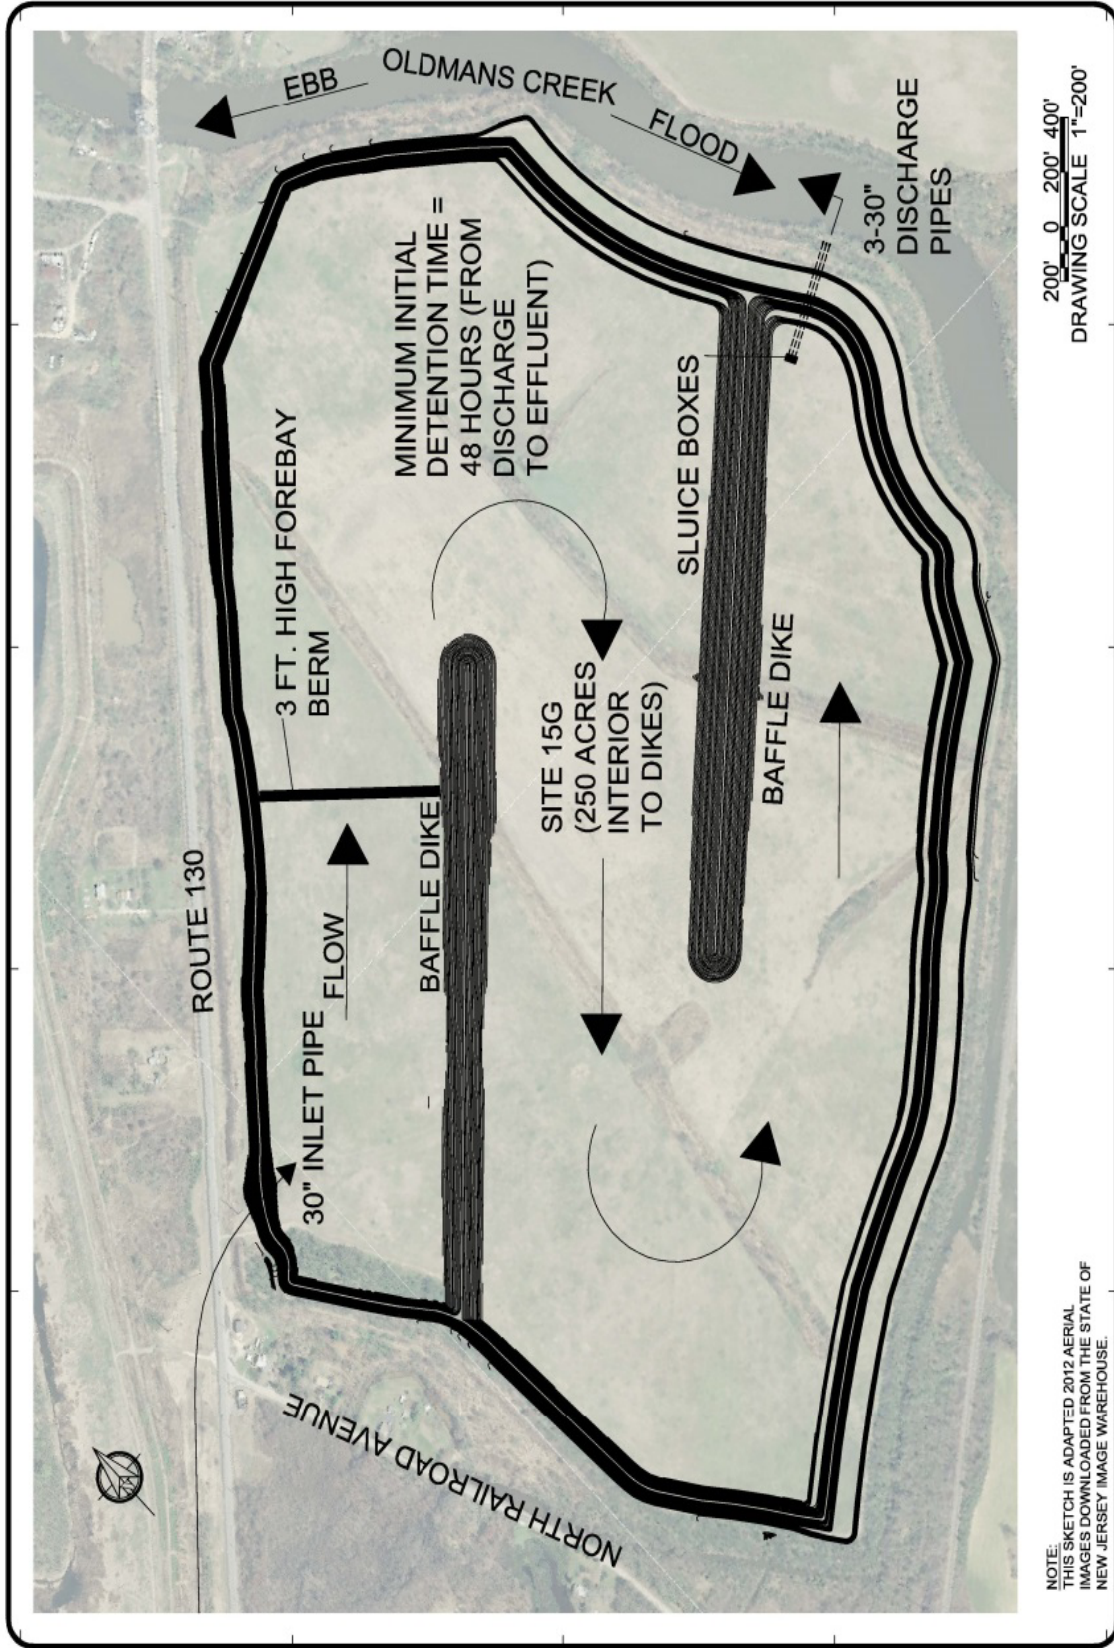 ROUTE 130
NORTH RAILROAD AVENUE
30" INLET PIPE
FLOW
3 FT. HIGH FOREBAY
BERM
BAFFLE DIKE
MINIMUM INITIAL
DETENTION TIME =
48 HOURS (FROM
DISCHARGE
TO EFFLUENT)
EBB
OLDMANS CREEK
FLOOD
SITE 15G
(250 ACRES
INTERIOR
TO DIKES)
SLUICE BOXES
BAFFLE DIKE
3-30"
DISCHARGE
PIPES
NOTE:
THIS SKETCH IS ADAPTED 2012 AERIAL
IMAGES DOWNLOADED FROM THE STATE OF
NEW JERSEY IMAGE WAREHOUSE.
200' 0 200' 400'
DRAWING SCALE 1"=200'